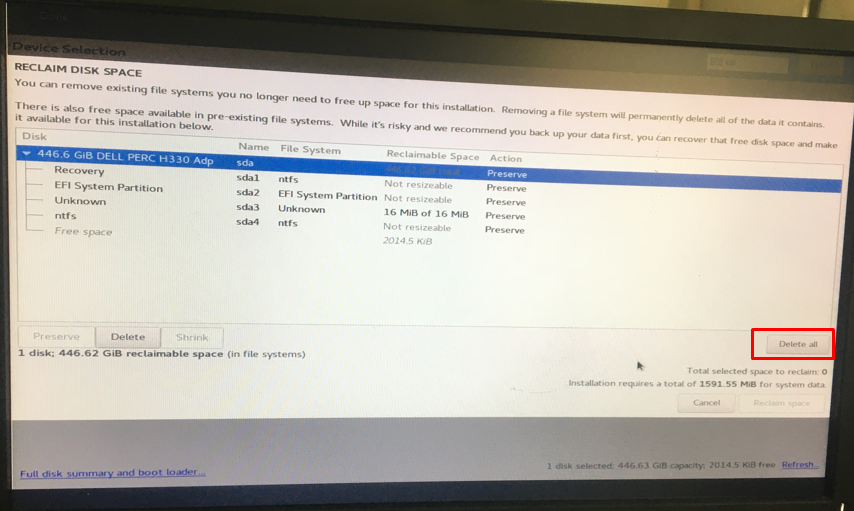 Device Selection
RECLAIM DISK SPACE
You can remove existing file systems you no longer need to free up space for this installation. Removing a file system will permanently delete all of the data it contains.
There is also free space available in pre-existing file systems. While it's risky and we recommend you back up your data first, you can recover that free disk space and make
it available for this installation below.
Disk Name File System Reclaimable Space Action
446.6 GiB DELL PERC H330 Adp sda Preserve
Recovery sda1 ntfs Not resizeable Preserve
EFI System Partition sda2 EFI System Partition Not resizeable Preserve
Unknown sda3 Unknown 16 MiB of 16 MiB Preserve
ntfs sda4 ntfs Not resizeable Preserve
Free space 2014.5 KiB
Preserve Delete Shrink Delete all
1 disk; 446.62 GiB reclaimable space (in file systems)
Total selected space to reclaim: 0
Installation requires a total of 1591.55 MiB for system data.
Cancel Reclaim space
Full disk summary and boot loader... 1 disk selected; 446.63 GiB capacity; 2014.5 KiB free Refresh...